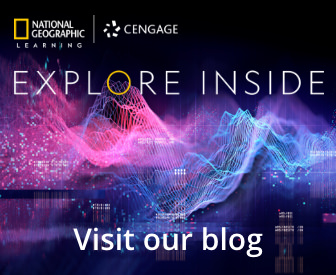 NATIONAL
GEOGRAPHIC
LEARNING
CENGAGE
EXPLORE INSIDE
Visit our blog